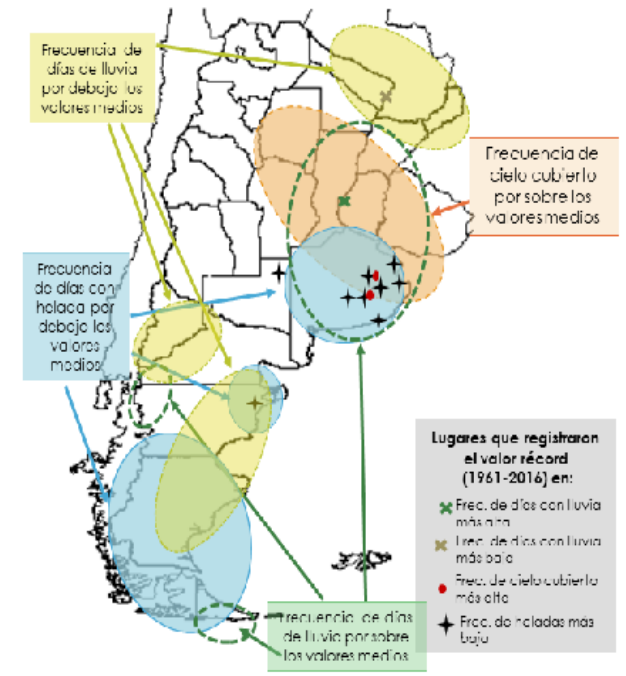 Frecuencia de
días de lluvia
por debajo los
valores medios
Frecuencia de
cielo cubierto
por sobre los
valores medios
Frecuencia
de días con
helada por
debajo los
valores
medios
Lugares que registraron
el valor récord
(1961-2016) en:
Frec. de días con lluvia
más alta
Frec. de días con lluvia
más baja
Frec. de cielo cubierto
más alta
Frec. de heladas más
baja
Frecuencia de días
de lluvia por sobre
los valores medios